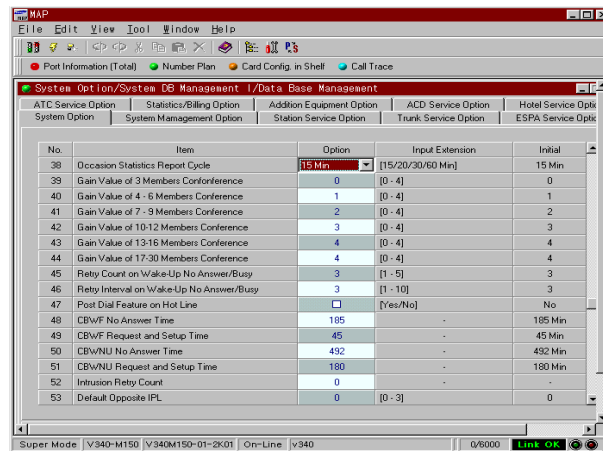 MAP
File Edit View Tool Window Help
Port Information (Total) Number Plan Card Config. in Shelf Call Trace
System Option/System DB Management I/Data Base Management
ATC Service Option Statistics/Billing Option Addition Equipment Option ACD Service Option Hotel Service Optic
System Option System Mamagement Option Station Service Option Trunk Service Option ESPA Service Optic
No. Item Option Input Extension Initial
38 Occasion Statistics Report Cycle 15 Min [15/20/30/60 Min] 15 Min
39 Gain Value of 3 Members Conforference 0 [0 - 4] 0
40 Gain Value of 4 - 6 Members Conference 1 [0 - 4] 1
41 Gain Value of 7 - 9 Members Conference 2 [0 - 4] 2
42 Gain Value of 10-12 Members Conference 3 [0 - 4] 3
43 Gain Value of 13-16 Members Conference 4 [0 - 4] 4
44 Gain Value of 17-30 Members Conference 4 [0 - 4] 4
45 Retry Count on Wake-Up No Answer/Busy 3 [1 - 5] 3
46 Retry Interval on Wake-Up No Answer/Busy 3 [1 - 10] 3
47 Post Dial Feature on Hot Line [Yes/No] No
48 CBWF No Answer Time 185 - 185 Min
49 CBWF Request and Setup Time 45 - 45 Min
50 CBWNU No Answer Time 492 - 492 Min
51 CBWNU Request and Setup Time 180 - 180 Min
52 Intrusion Retry Count 0 - -
53 Default Opposite IPL 0 [0 - 3] 0
Super Mode V340-M150 V340M150-01-2K01 On-Line v340 0/6000 Link OK